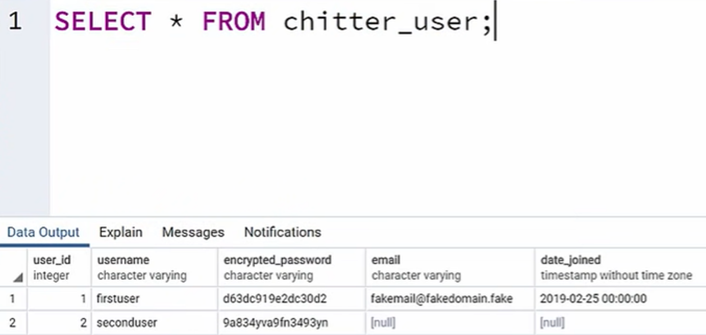 1 SELECT * FROM chitter_user;
Data Output Explain Messages Notifications
user_id username encrypted_password email date_joined
integer character varying character varying character varying timestamp without time zone
1 1 firstuser d63dc919e2dc30d2 fakemail@fakedomain.fake 2019-02-25 00:00:00
2 2 seconduser 9a834yva9fn3493yn [null] [null]